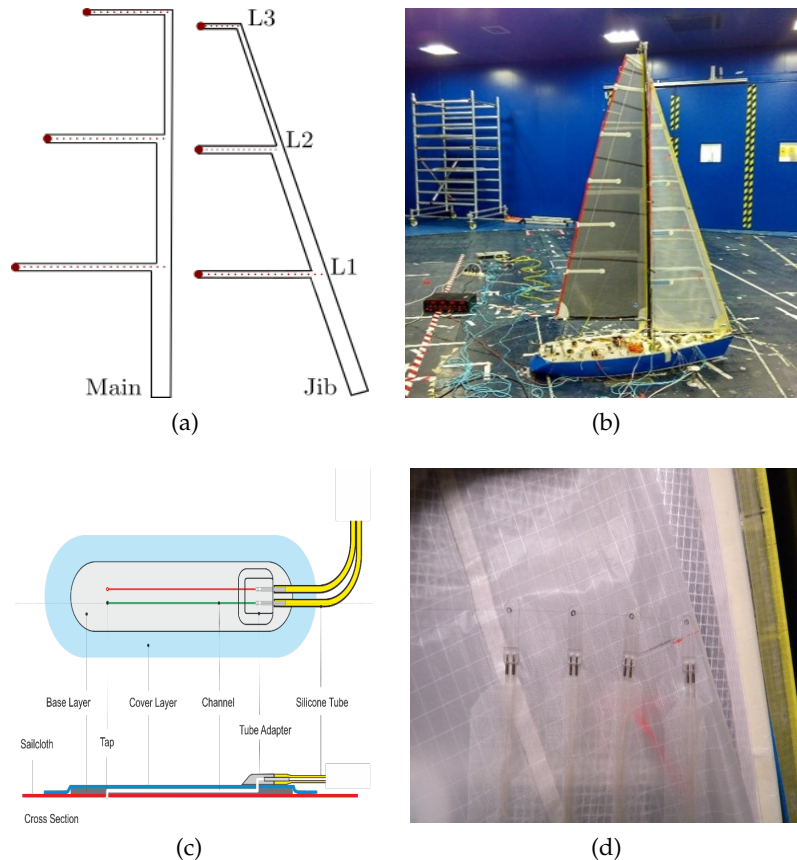 L3
L2
L1
Main
Jib
(a)
(b)
Base Layer
Cover Layer
Channel
Silicone Tube
Sailcloth
Tap
Tube Adapter
Cross Section
(c)
(d)